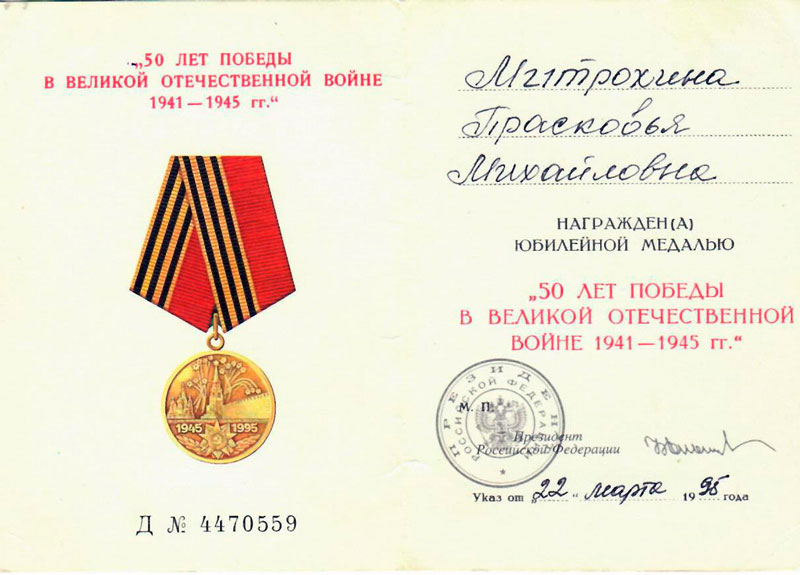 „50 ЛЕТ ПОБЕДЫ
В ВЕЛИКОЙ ОТЕЧЕСТВЕННОЙ ВОЙНЕ
1941 — 1945 гг.“
1945 1995
Д № 4470559
Митрохина
Прасковья
Михайловна
НАГРАЖДЕН(А)
ЮБИЛЕЙНОЙ МЕДАЛЬЮ
„50 ЛЕТ ПОБЕДЫ
В ВЕЛИКОЙ ОТЕЧЕСТВЕННОЙ
ВОЙНЕ 1941 — 1945 гг.“
ПРЕЗИДЕНТ
РОССИЙСКОЙ ФЕДЕРАЦИИ
М. П.
Президент
Российской Федерации
Указ от „22“ марта 1995 года